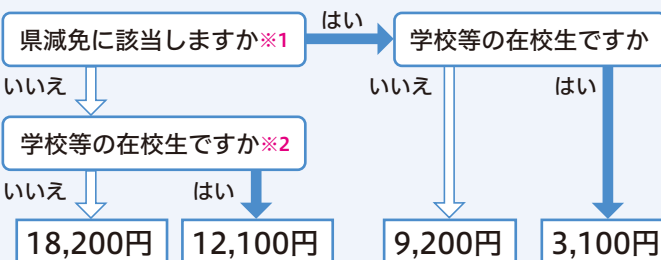 はい
県減免に該当しますか※1
学校等の在校生ですか
いいえ
いいえ
はい
学校等の在校生ですか※2
いいえ
はい
18,200円
12,100円
9,200円
3,100円